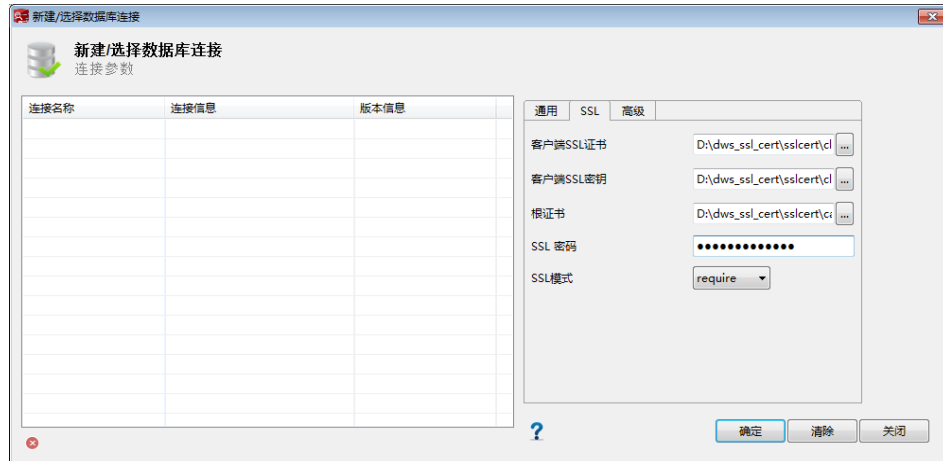 新建/选择数据库连接
新建/选择数据库连接
连接参数
连接名称 连接信息 版本信息
通用 SSL 高级
客户端SSL证书 D:\dws_ssl_cert\sslcert\cl ...
客户端SSL密钥 D:\dws_ssl_cert\sslcert\cl ...
根证书 D:\dws_ssl_cert\sslcert\ca ...
SSL 密码 ●●●●●●●●●●●●●
SSL模式 require
? 确定 清除 关闭